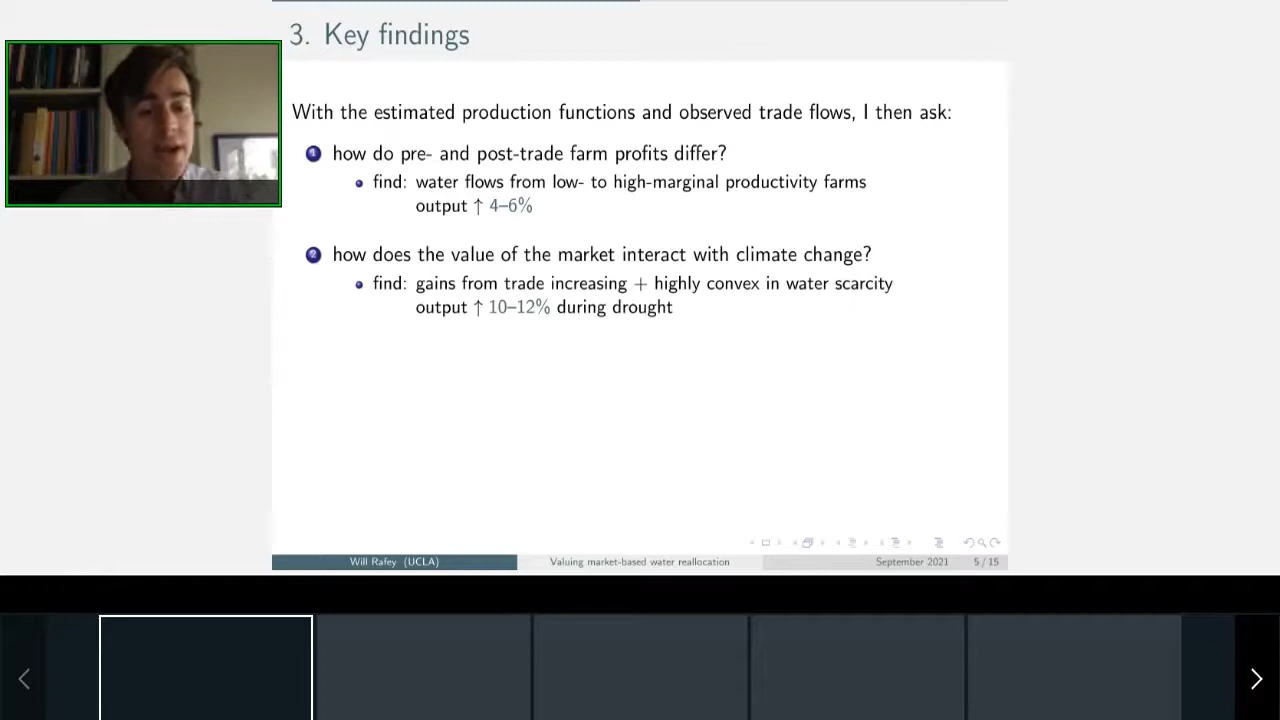 3. Key findings
With the estimated production functions and observed trade flows, I then ask:
1 how do pre- and post-trade farm profits differ?
find: water flows from low- to high-marginal productivity farms
output ↑ 4–6%
2 how does the value of the market interact with climate change?
find: gains from trade increasing + highly convex in water scarcity
output ↑ 10–12% during drought
Will Rafey (UCLA) Valuing market-based water reallocation September 2021 5 / 15